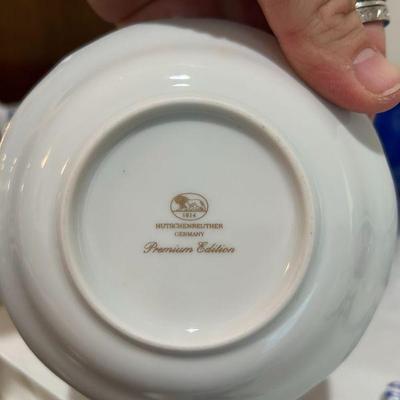 1814
HUTSCHENREUTHER
GERMANY
Premium Edition